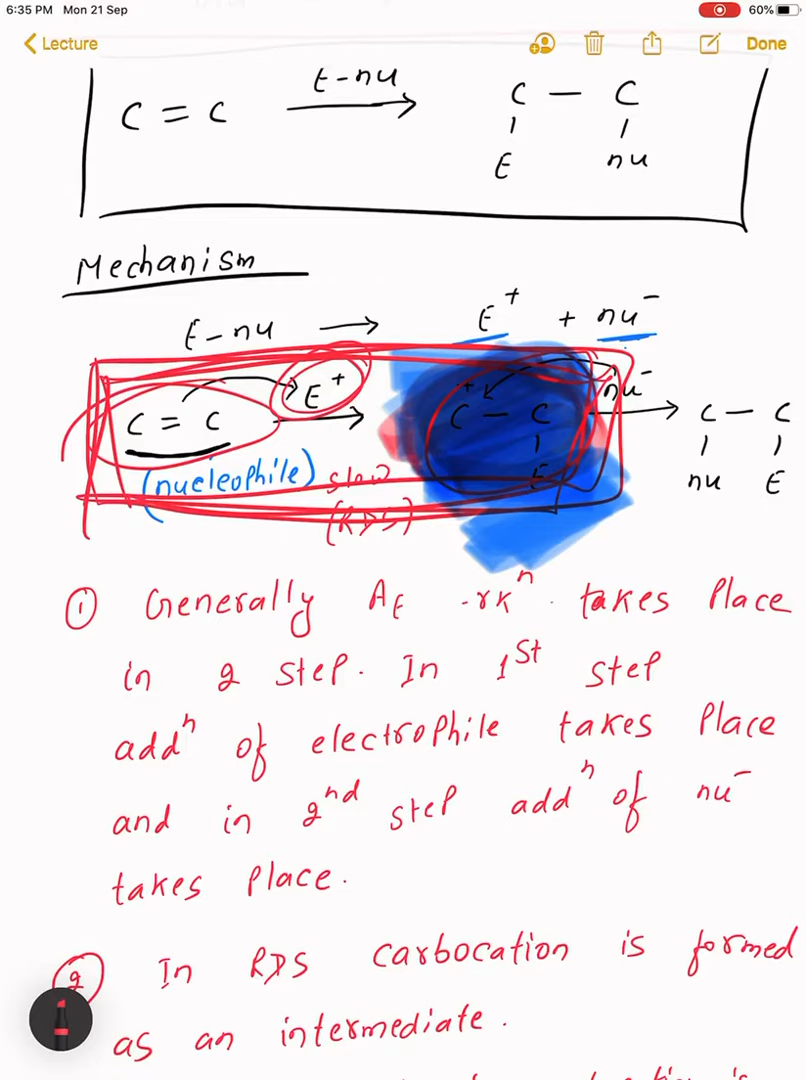 6:35 PM Mon 21 Sep 60%
Lecture Done
C = C E-nu C - C
E nu
Mechanism
E-nu → E+ + nu-
C = C E+ C - C nu- C - C
E nu E
(nucleophile) slow
(RDS)
① Generally AE -rxn. takes Place
in 2 step. In 1st step
addn of electrophile takes Place
and in 2nd step addn of nu-
takes Place.
② In RDS carbocation is formed
as an intermediate.